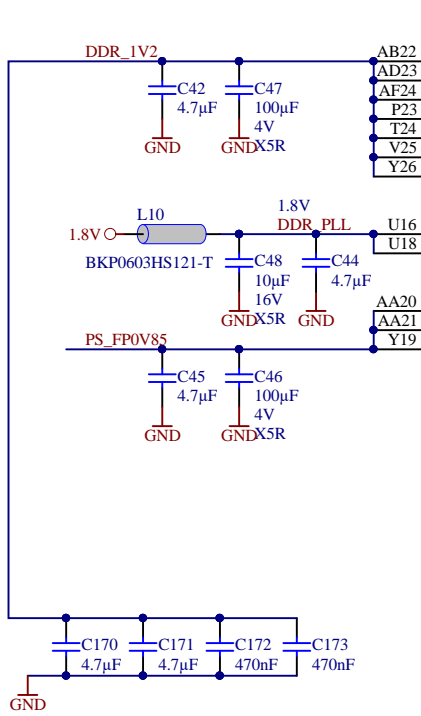 DDR_1V2
AB22
AD23
AF24
P23
T24
V25
Y26
C42
4.7µF
GND
C47
100µF
4V
X5R
GND
1.8V
L10
BKP0603HS121-T
1.8V
DDR_PLL
U16
U18
C48
10µF
16V
X5R
GND
C44
4.7µF
GND
AA20
AA21
Y19
PS_FP0V85
C45
4.7µF
GND
C46
100µF
4V
X5R
GND
C170
4.7µF
C171
4.7µF
C172
470nF
C173
470nF
GND